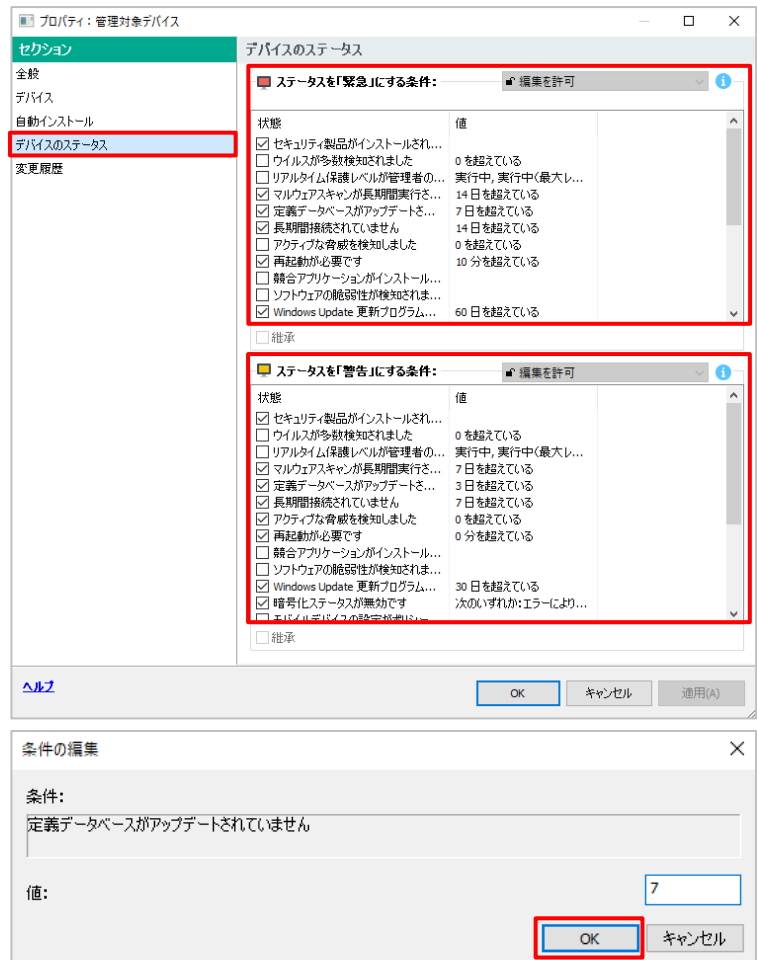 プロパティ：管理対象デバイス
セクション
全般
デバイス
自動インストール
デバイスのステータス
変更履歴
デバイスのステータス
ステータスを「緊急」にする条件： 編集を許可
状態 値
セキュリティ製品がインストールされ...
ウイルスが多数検知されました 0 を超えている
リアルタイム保護レベルが管理者の... 実行中, 実行中(最大レ...
マルウェアスキャンが長期間実行さ... 14 日を超えている
定義データベースがアップデートさ... 7 日を超えている
長期間接続されていません 14 日を超えている
アクティブな脅威を検知しました 0 を超えている
再起動が必要です 10 分を超えている
競合アプリケーションがインストール...
ソフトウェアの脆弱性が検知されま...
Windows Update 更新プログラム... 60 日を超えている
継承
ステータスを「警告」にする条件： 編集を許可
状態 値
セキュリティ製品がインストールされ...
ウイルスが多数検知されました 0 を超えている
リアルタイム保護レベルが管理者の... 実行中, 実行中(最大レ...
マルウェアスキャンが長期間実行さ... 7 日を超えている
定義データベースがアップデートさ... 3 日を超えている
長期間接続されていません 7 日を超えている
アクティブな脅威を検知しました 0 を超えている
再起動が必要です 0 分を超えている
競合アプリケーションがインストール...
ソフトウェアの脆弱性が検知されま...
Windows Update 更新プログラム... 30 日を超えている
暗号化ステータスが無効です 次のいずれか：エラーにより...
モバイルデバイスの設定がポリシー...
継承
ヘルプ
OK キャンセル 適用(A)
条件の編集
条件：
定義データベースがアップデートされていません
値： 7
OK キャンセル